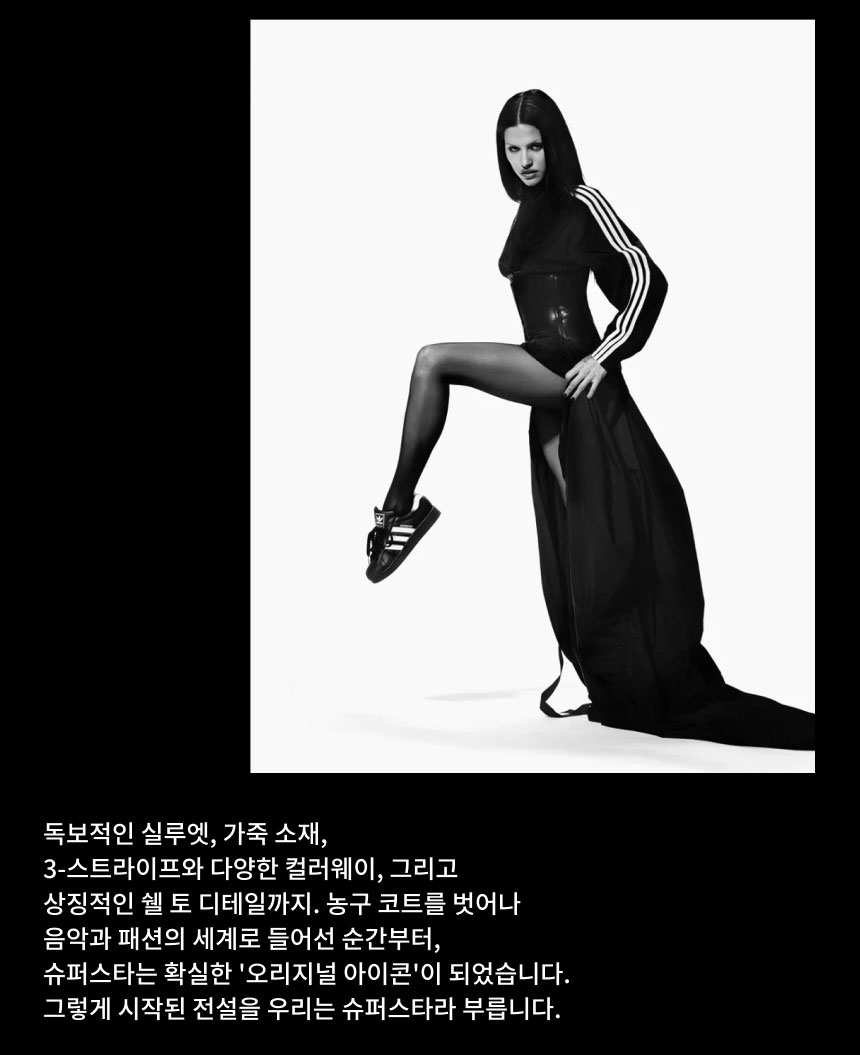 독보적인 실루엣, 가죽 소재,
3-스트라이프와 다양한 컬러웨이, 그리고
상징적인 쉘 토 디테일까지. 농구 코트를 벗어나
음악과 패션의 세계로 들어선 순간부터,
슈퍼스타는 확실한 '오리지널 아이콘'이 되었습니다.
그렇게 시작된 전설을 우리는 슈퍼스타라 부릅니다.